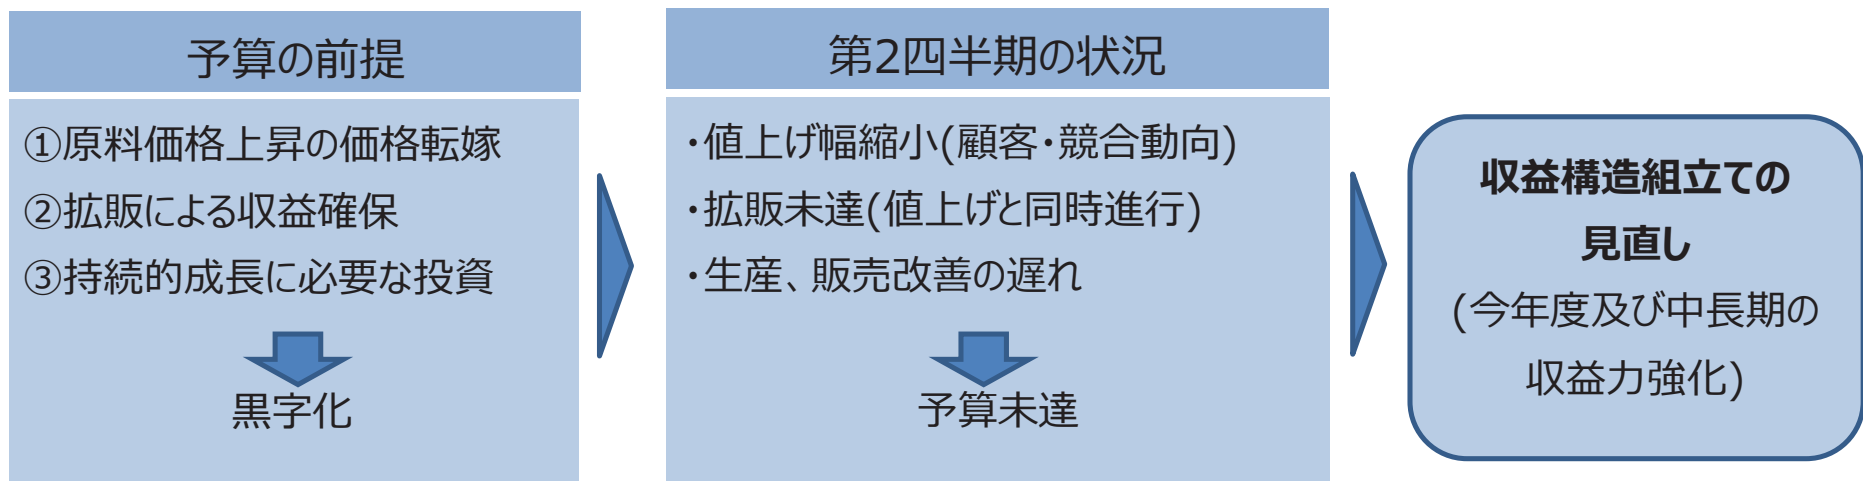 予算の前提
①原料価格上昇の価格転嫁
②拡販による収益確保
③持続的成長に必要な投資
黒字化
第2四半期の状況
・値上げ幅縮小(顧客・競合動向)
・拡販未達(値上げと同時進行)
・生産、販売改善の遅れ
予算未達
収益構造組立ての
見直し
(今年度及び中長期の
収益力強化)